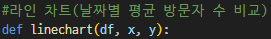 #라인 차트(날짜별 평균 방문자 수 비교)
def linechart(df, x, y):